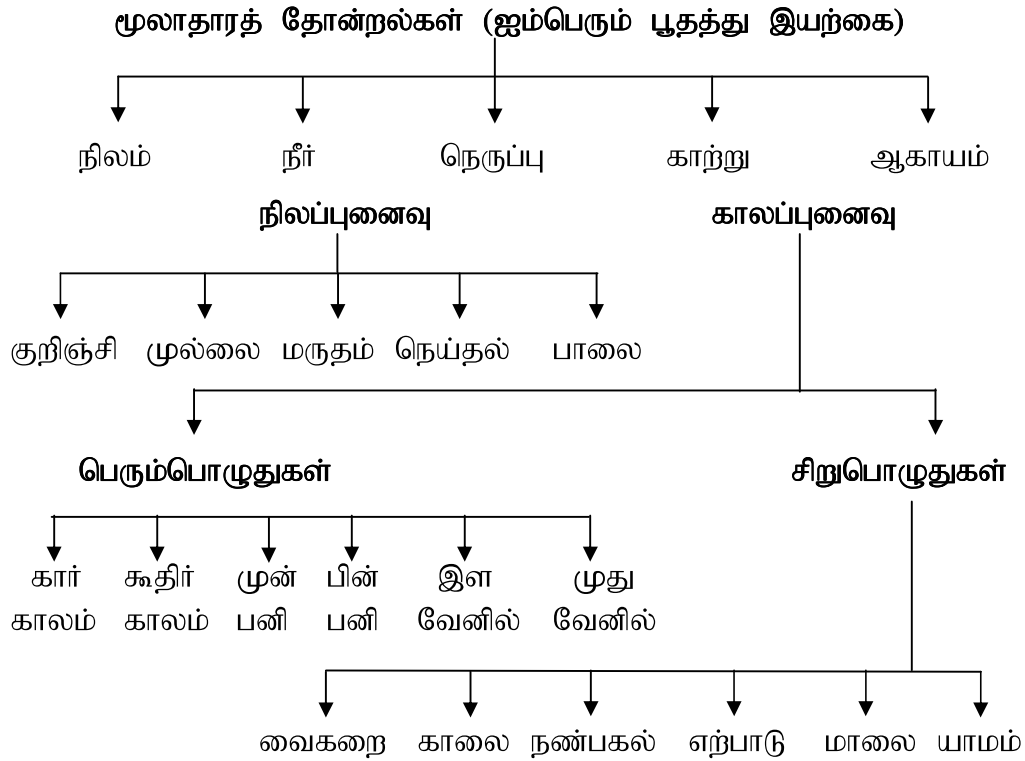 மூலாதாரத் தோன்றல்கள் (ஐம்பெரும் பூதத்து இயற்கை)
நிலம் நீர் நெருப்பு காற்று ஆகாயம்
நிலப்புனைவு காலப்புனைவு
குறிஞ்சி முல்லை மருதம் நெய்தல் பாலை
பெரும்பொழுதுகள் சிறுபொழுதுகள்
கார் கூதிர் முன் பின் இள முது
காலம் காலம் பனி பனி வேனில் வேனில்
வைகறை காலை நண்பகல் எற்பாடு மாலை யாமம்